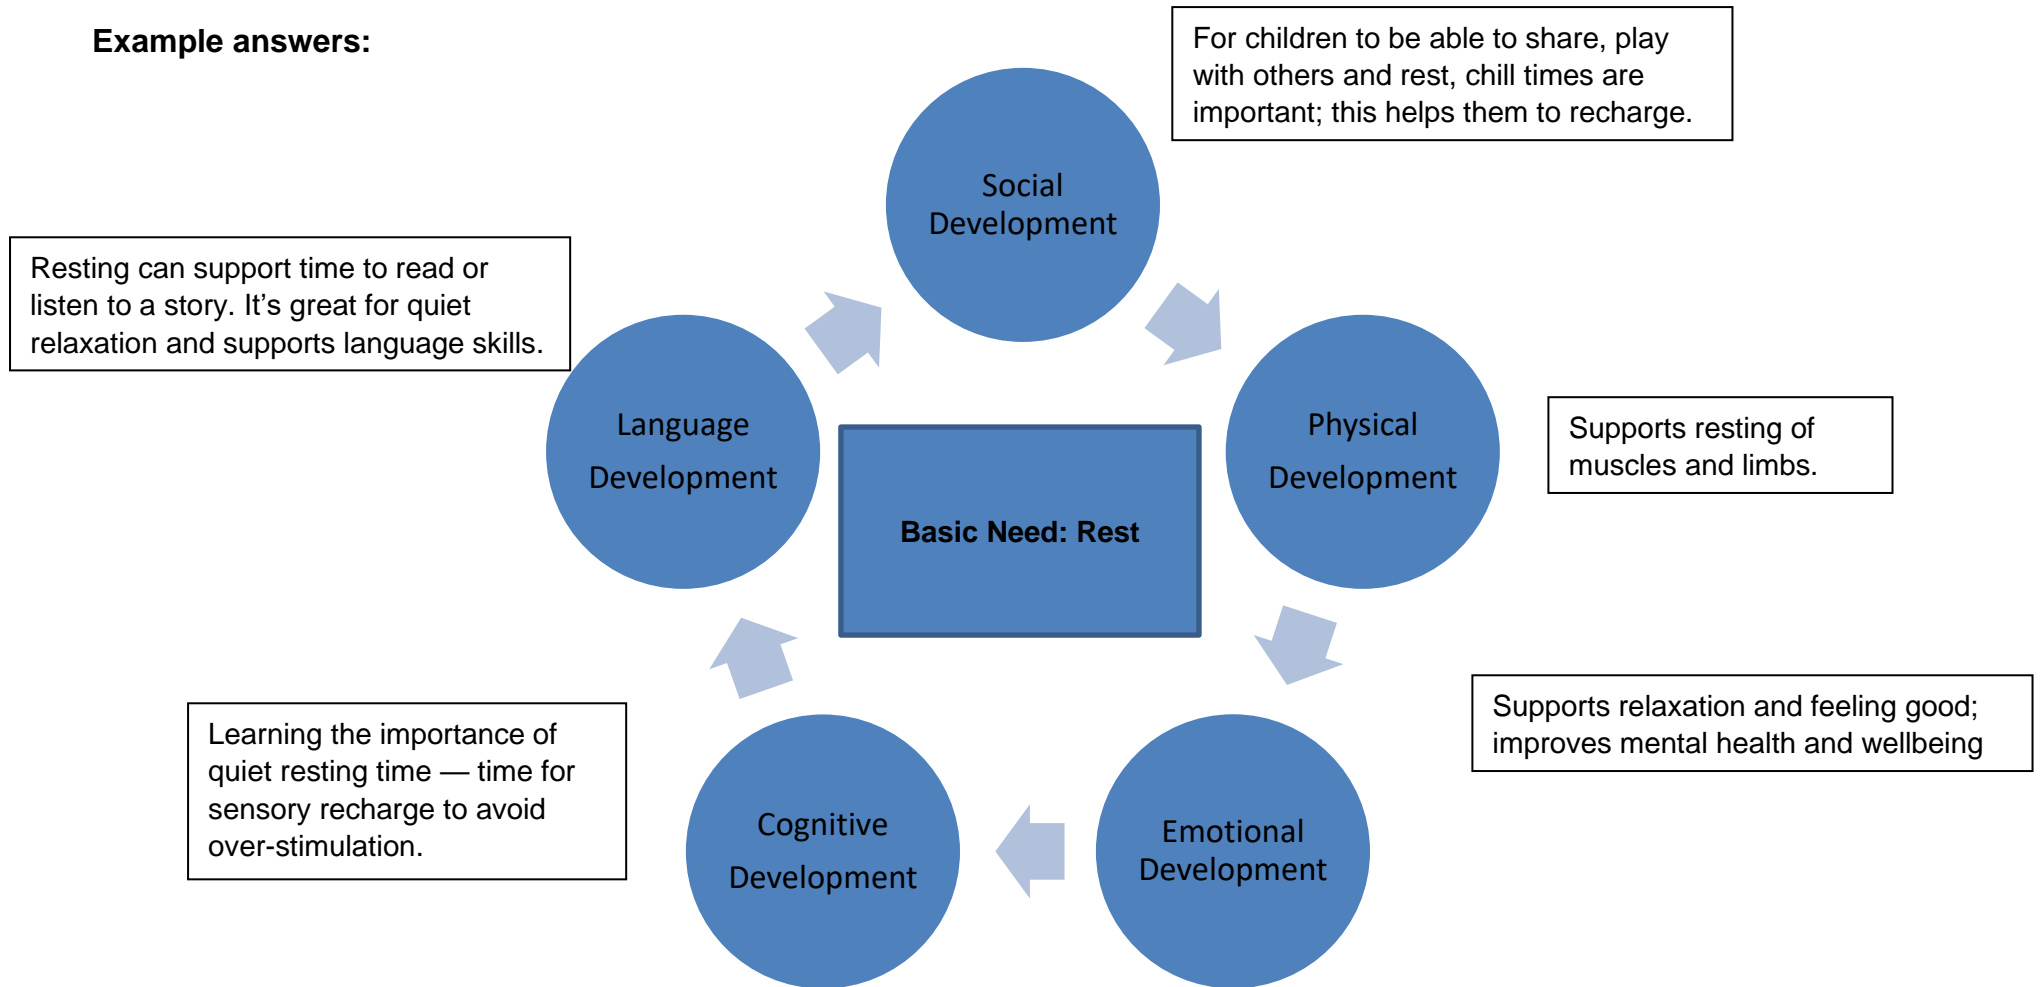 Example answers:
For children to be able to share, play
with others and rest, chill times are
important; this helps them to recharge.
Social
Development
Resting can support time to read or
listen to a story. It’s great for quiet
relaxation and supports language skills.
Language
Development
Physical
Development
Supports resting of
muscles and limbs.
Basic Need: Rest
Supports relaxation and feeling good;
improves mental health and wellbeing
Learning the importance of
quiet resting time — time for
sensory recharge to avoid
over-stimulation.
Cognitive
Development
Emotional
Development